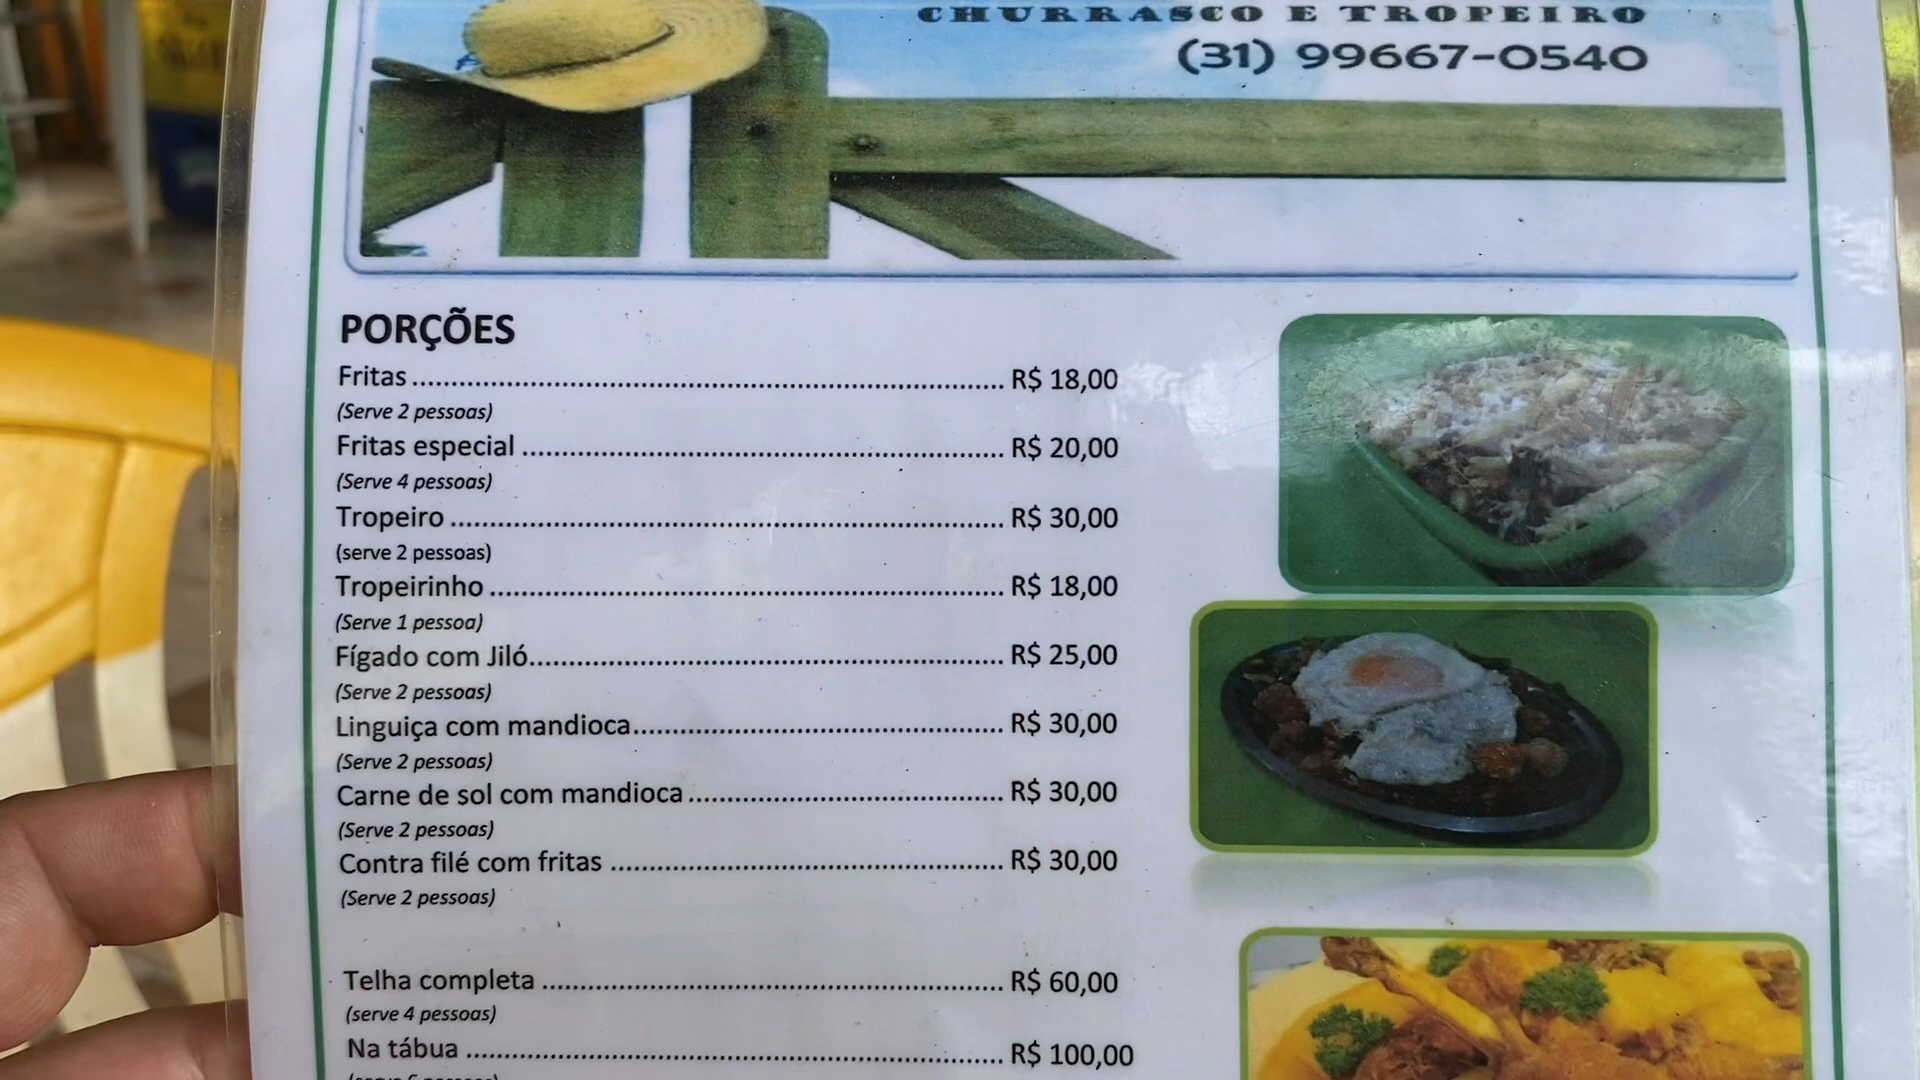 CHURRASCO E TROPEIRO
(31) 99667-0540
PORÇÕES
Fritas ........ R$ 18,00
(Serve 2 pessoas)
Fritas especial ........ R$ 20,00
(Serve 4 pessoas)
Tropeiro ........ R$ 30,00
(serve 2 pessoas)
Tropeirinho ........ R$ 18,00
(Serve 1 pessoa)
Fígado com Jiló ........ R$ 25,00
(Serve 2 pessoas)
Linguiça com mandioca ........ R$ 30,00
(Serve 2 pessoas)
Carne de sol com mandioca ........ R$ 30,00
(Serve 2 pessoas)
Contra filé com fritas ........ R$ 30,00
(Serve 2 pessoas)
Telha completa ........ R$ 60,00
(serve 4 pessoas)
Na tábua ........ R$ 100,00